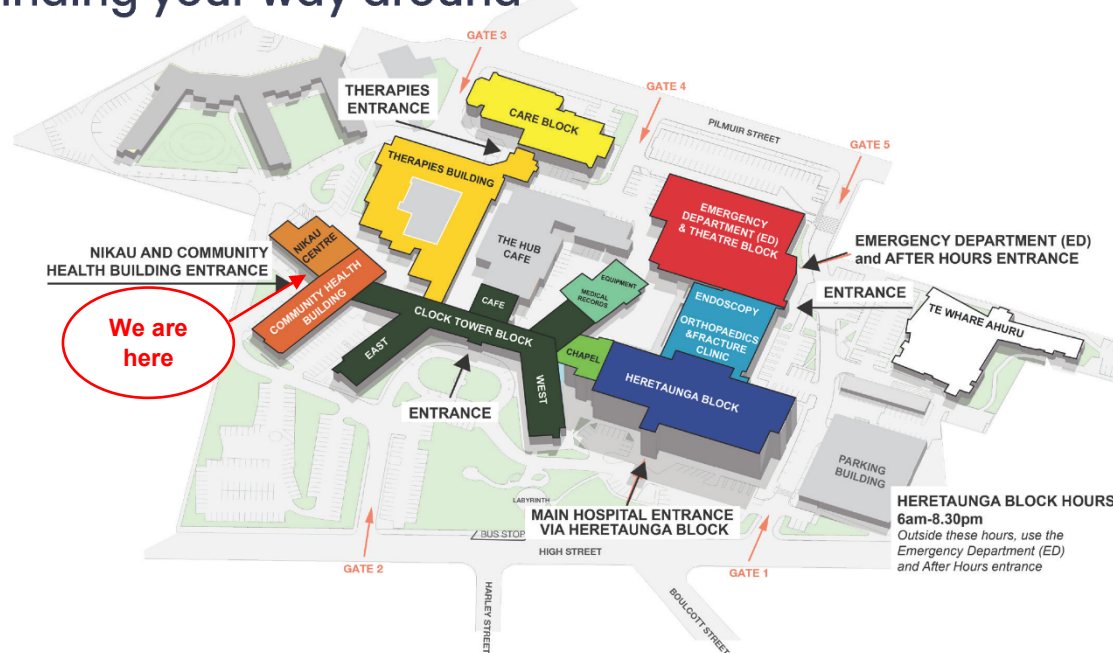 inding your way around
GATE 3
THERAPIES
ENTRANCE
CARE BLOCK
GATE 4
PILMUIR STREET
GATE 5
THERAPIES BUILDING
EMERGENCY
DEPARTMENT (ED)
& THEATRE BLOCK
NIKAU
CENTRE
THE HUB
CAFE
NIKAU AND COMMUNITY
HEALTH BUILDING ENTRANCE
EMERGENCY DEPARTMENT (ED)
and AFTER HOURS ENTRANCE
COMMUNITY HEALTH
BUILDING
EQUIPMENT
MEDICAL
RECORDS
ENDOSCOPY
ENTRANCE
CAFE
We are
here
CLOCK TOWER BLOCK
ORTHOPAEDICS
&FRACTURE
CLINIC
TE WHARE AHURU
EAST
CHAPEL
WEST
HERETAUNGA BLOCK
ENTRANCE
PARKING
BUILDING
LABYRINTH
MAIN HOSPITAL ENTRANCE
VIA HERETAUNGA BLOCK
HERETAUNGA BLOCK HOURS
6am-8.30pm
Outside these hours, use the
Emergency Department (ED)
and After Hours entrance
BUS STOP
HIGH STREET
GATE 2
GATE 1
HARLEY STREET
BOULCOTT STREET